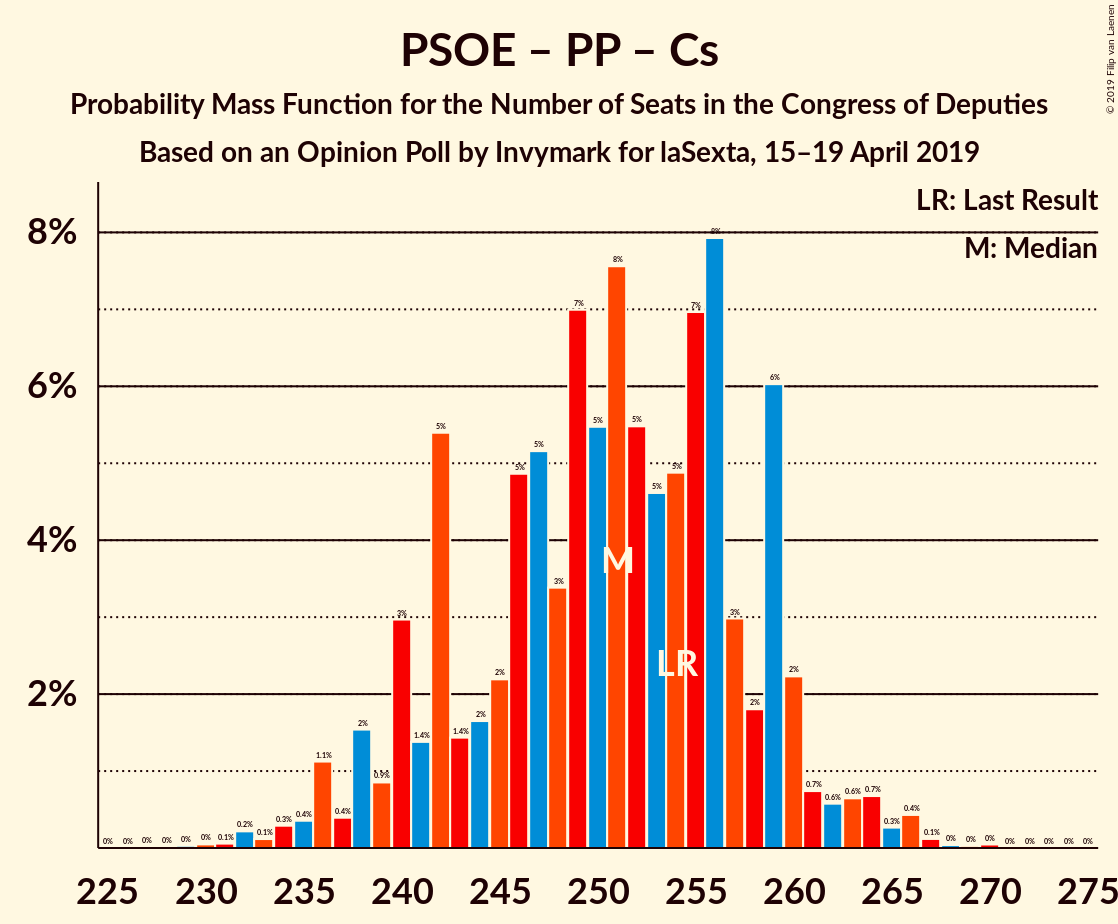 PSOE – PP – Cs
Probability Mass Function for the Number of Seats in the Congress of Deputies
Based on an Opinion Poll by Invymark for laSexta, 15–19 April 2019
© 2019 Filip van Laenen
LR: Last Result
M: Median
8%
6%
4%
2%
0% 0% 0% 0% 0% 0% 0.1% 0.2% 0.1% 0.3% 0.4% 1.1% 0.4% 2% 0.9% 3% 1.4% 5% 1.4% 2% 2% 5% 5% 3% 7% 5% 8% 5% 5% 5% 7% 8% 3% 2% 6% 2% 0.7% 0.6% 0.6% 0.7% 0.3% 0.4% 0.1% 0% 0% 0% 0% 0% 0% 0% 0%
M
LR
225 230 235 240 245 250 255 260 265 270 275